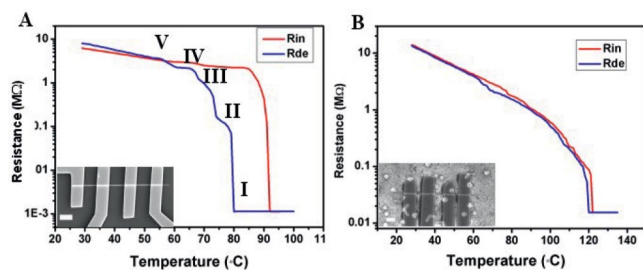 A
V
IV
III
II
I
Rin
Rde
Resistance (MΩ)
10
1
0.1
01
1E-3
20 30 40 50 60 70 80 90 100 11
Temperature (◦C)
B
Rin
Rde
Resistance (MΩ)
10
1
0.1
0.01
20 40 60 80 100 120 140
Temperature (◦C)